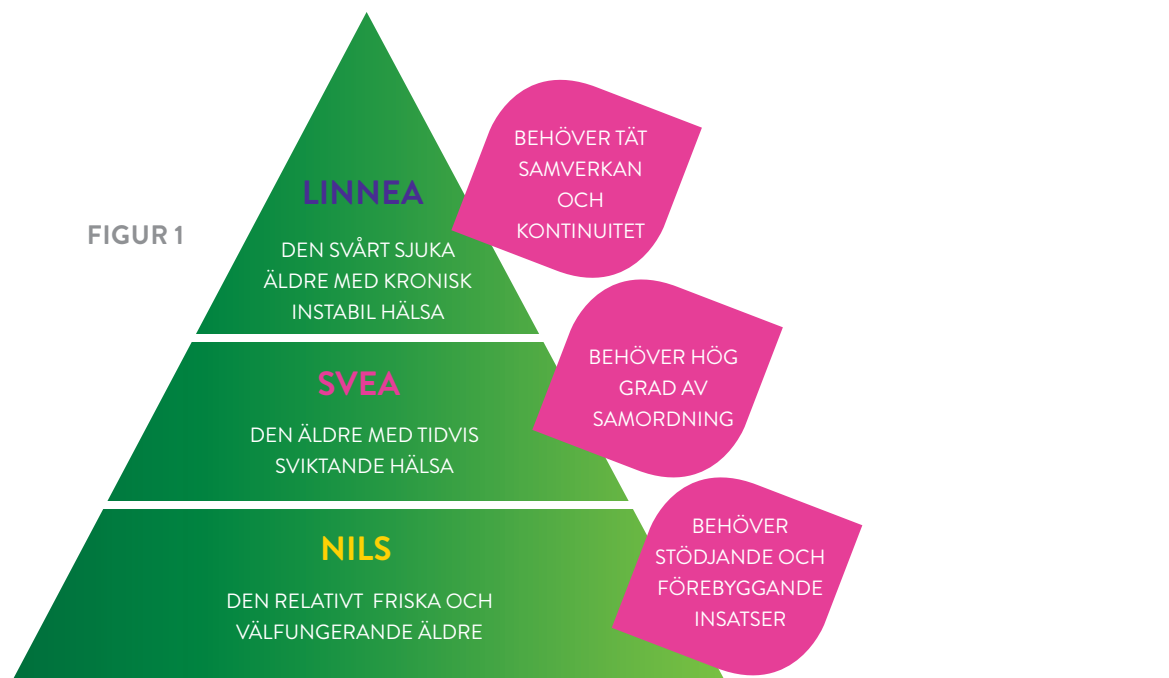 FIGUR 1
LINNEA
DEN SVÅRT SJUKA
ÄLDRE MED KRONISK
INSTABIL HÄLSA
BEHÖVER TÄT
SAMVERKAN
OCH
KONTINUITET
SVEA
DEN ÄLDRE MED TIDVIS
SVIKTANDE HÄLSA
BEHÖVER HÖG
GRAD AV
SAMORDNING
NILS
DEN RELATIVT FRISKA OCH
VÄLFUNGERANDE ÄLDRE
BEHÖVER
STÖDJANDE OCH
FÖREBYGGANDE
INSATSER